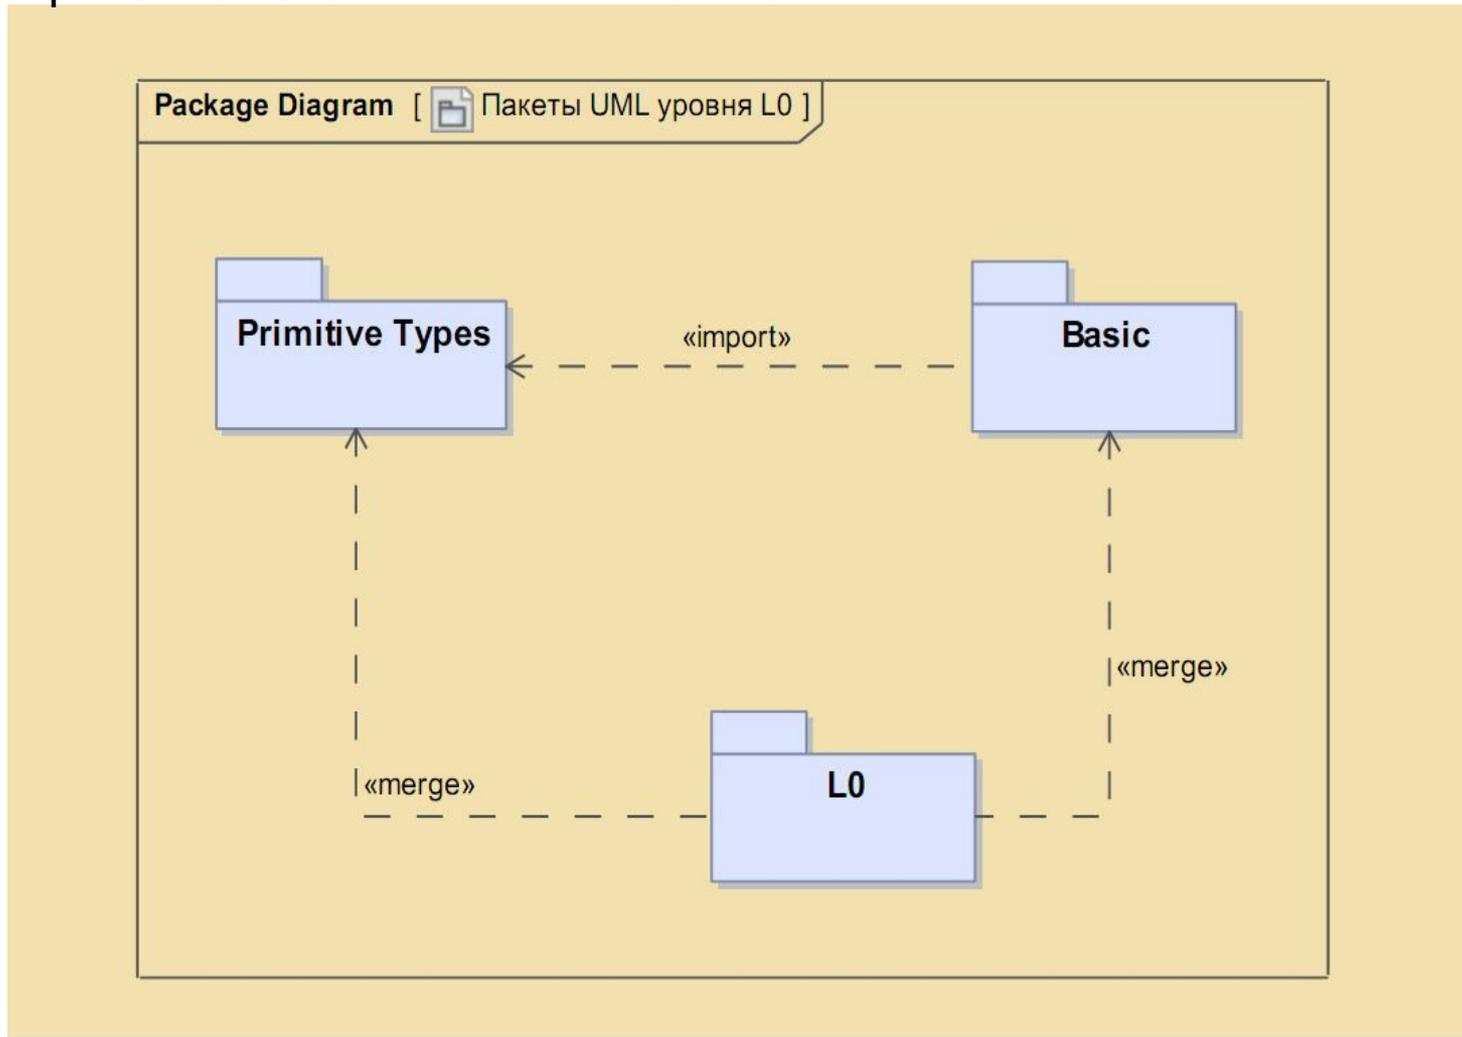 Package Diagram [ Пакеты UML уровня L0 ]
Primitive Types
«import»
Basic
«merge»
«merge»
L0